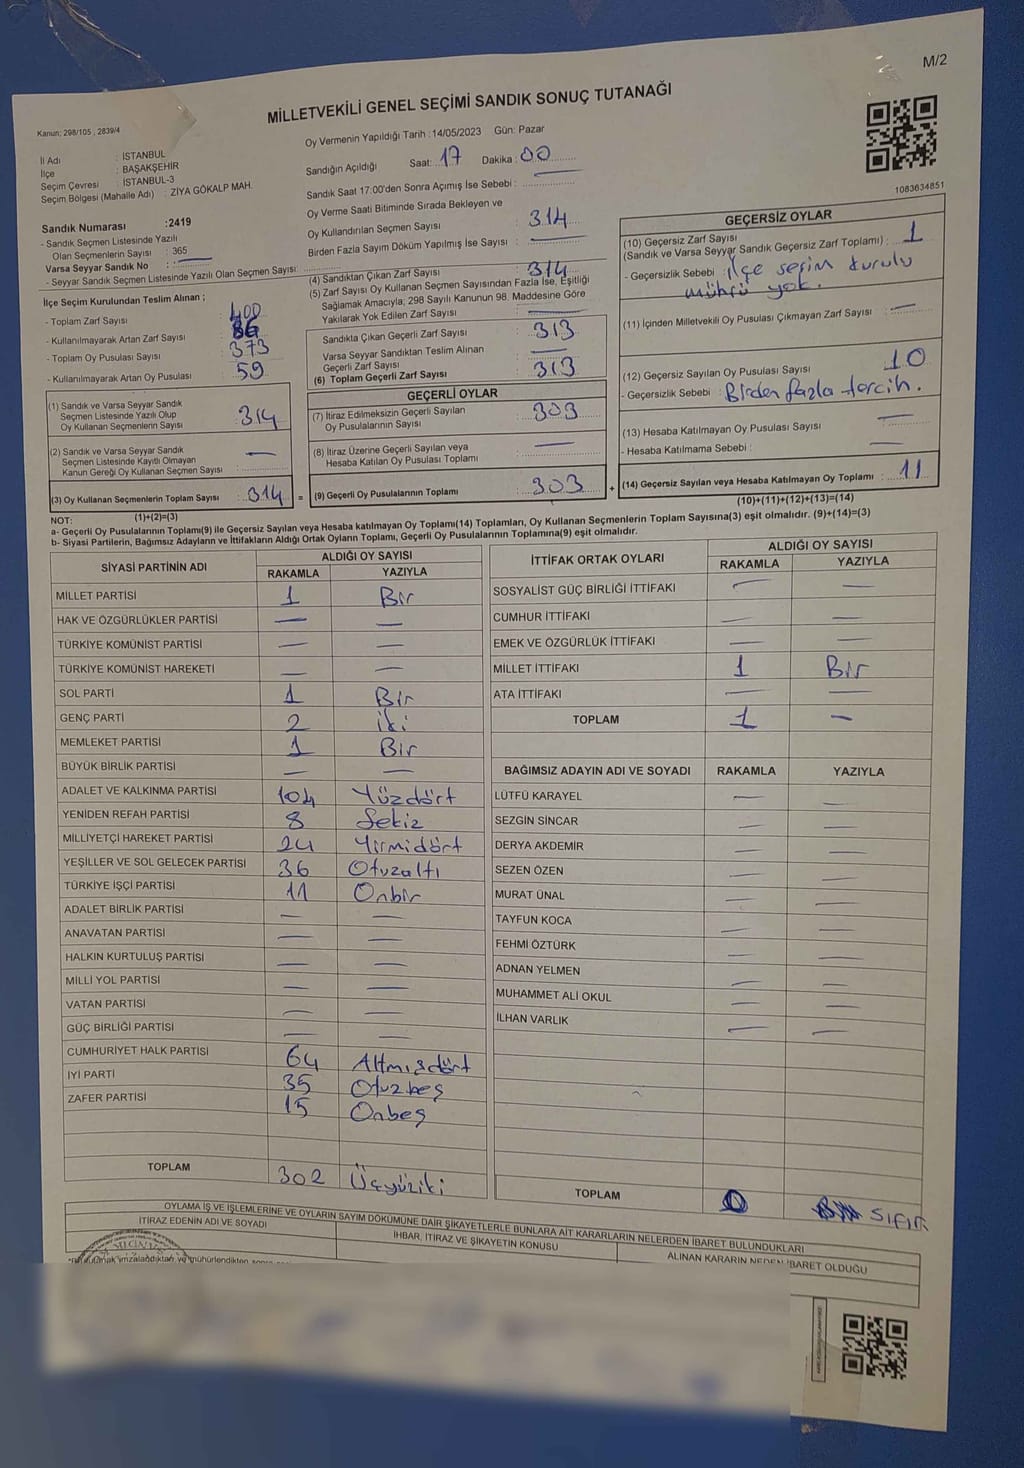 M/2
MİLLETVEKİLİ GENEL SEÇİMİ SANDIK SONUÇ TUTANAĞI
Kanun: 298/105 , 2839/4
İl Adı : İSTANBUL
İlçe : BAŞAKŞEHİR
Seçim Çevresi : İSTANBUL-3
Seçim Bölgesi (Mahalle Adı) : ZİYA GÖKALP MAH.
Oy Vermenin Yapıldığı Tarih : 14/05/2023 Gün: Pazar
Sandığın Açıldığı Saat: 17 Dakika : 00
Sandık Saat 17:00'den Sonra Açımış İse Sebebi : —
Oy Verme Saati Bitiminde Sırada Bekleyen ve
Oy Kullandırılan Seçmen Sayısı : 314
Birden Fazla Sayım Döküm Yapılmış İse Sayısı : —
1083634851
Sandık Numarası :2419
- Sandık Seçmen Listesinde Yazılı
Olan Seçmenlerin Sayısı : 365
Varsa Seyyar Sandık No : —
- Seyyar Sandık Seçmen Listesinde Yazılı Olan Seçmen Sayısı:
İlçe Seçim Kurulundan Teslim Alınan ;
- Toplam Zarf Sayısı : 400
- Kullanılmayarak Artan Zarf Sayısı : 86
- Toplam Oy Pusulası Sayısı : 373
- Kullanılmayarak Artan Oy Pusulası : 59
(4) Sandıktan Çıkan Zarf Sayısı : 314
(5) Zarf Sayısı Oy Kullanan Seçmen Sayısından Fazla İse, Eşitliği
Sağlamak Amacıyla; 298 Sayılı Kanunun 98. Maddesine Göre
Yakılarak Yok Edilen Zarf Sayısı : —
Sandıkta Çıkan Geçerli Zarf Sayısı : 313
Varsa Seyyar Sandıktan Teslim Alınan
Geçerli Zarf Sayısı : —
(6) Toplam Geçerli Zarf Sayısı : 313
GEÇERSİZ OYLAR
(10) Geçersiz Zarf Sayısı
(Sandık ve Varsa Seyyar Sandık Geçersiz Zarf Toplamı) : 1
- Geçersizlik Sebebi : İlçe seçim kurulu
mührü yok.
(11) İçinden Milletvekili Oy Pusulası Çıkmayan Zarf Sayısı : —
(12) Geçersiz Sayılan Oy Pusulası Sayısı : 10
- Geçersizlik Sebebi : Birden fazla tercih.
(13) Hesaba Katılmayan Oy Pusulası Sayısı : —
- Hesaba Katılmama Sebebi : —
(14) Geçersiz Sayılan veya Hesaba Katılmayan Oy Toplamı : 11
(10)+(11)+(12)+(13)=(14)
(1) Sandık ve Varsa Seyyar Sandık
Seçmen Listesinde Yazılı Olup
Oy Kullanan Seçmenlerin Sayısı : 314
(2) Sandık ve Varsa Seyyar Sandık
Seçmen Listesinde Kayıtlı Olmayan
Kanun Gereği Oy Kullanan Seçmen Sayısı : —
(3) Oy Kullanan Seçmenlerin Toplam Sayısı : 314 =
(1)+(2)=(3)
GEÇERLİ OYLAR
(7) İtiraz Edilmeksizin Geçerli Sayılan
Oy Pusulalarının Sayısı : 303
(8) İtiraz Üzerine Geçerli Sayılan veya
Hesaba Katılan Oy Pusulası Toplamı : —
(9) Geçerli Oy Pusulalarının Toplamı : 303 +
NOT:
a- Geçerli Oy Pusulalarının Toplamı(9) ile Geçersiz Sayılan veya Hesaba katılmayan Oy Toplamı(14) Toplamları, Oy Kullanan Seçmenlerin Toplam Sayısına(3) eşit olmalıdır. (9)+(14)=(3)
b- Siyasi Partilerin, Bağımsız Adayların ve İttifakların Aldığı Ortak Oyların Toplamı, Geçerli Oy Pusulalarının Toplamına(9) eşit olmalıdır.
SİYASİ PARTİNİN ADI ALDIĞI OY SAYISI
RAKAMLA YAZIYLA
MİLLET PARTİSİ 1 Bir
HAK VE ÖZGÜRLÜKLER PARTİSİ — —
TÜRKİYE KOMÜNİST PARTİSİ — —
TÜRKİYE KOMÜNİST HAREKETİ — —
SOL PARTİ 1 Bir
GENÇ PARTİ 2 iki
MEMLEKET PARTİSİ 1 Bir
BÜYÜK BİRLİK PARTİSİ — —
ADALET VE KALKINMA PARTİSİ 104 Yüzdört
YENİDEN REFAH PARTİSİ 8 Sekiz
MİLLİYETÇİ HAREKET PARTİSİ 24 Yirmidört
YEŞİLLER VE SOL GELECEK PARTİSİ 36 Otuzaltı
TÜRKİYE İŞÇİ PARTİSİ 11 Onbir
ADALET BİRLİK PARTİSİ — —
ANAVATAN PARTİSİ — —
HALKIN KURTULUŞ PARTİSİ — —
MİLLİ YOL PARTİSİ — —
VATAN PARTİSİ — —
GÜÇ BİRLİĞİ PARTİSİ — —
CUMHURİYET HALK PARTİSİ 64 Altmışdört
İYİ PARTİ 35 Otuzbeş
ZAFER PARTİSİ 15 Onbeş
TOPLAM 302 Üçyüziki
İTTİFAK ORTAK OYLARI ALDIĞI OY SAYISI
RAKAMLA YAZIYLA
SOSYALİST GÜÇ BİRLİĞİ İTTİFAKI — —
CUMHUR İTTİFAKI — —
EMEK VE ÖZGÜRLÜK İTTİFAKI — —
MİLLET İTTİFAKI 1 Bir
ATA İTTİFAKI — —
TOPLAM 1 —
BAĞIMSIZ ADAYIN ADI VE SOYADI RAKAMLA YAZIYLA
LÜTFÜ KARAYEL — —
SEZGİN SİNCAR — —
DERYA AKDEMİR — —
SEZEN ÖZEN — —
MURAT ÜNAL — —
TAYFUN KOCA — —
FEHMİ ÖZTÜRK — —
ADNAN YELMEN — —
MUHAMMET ALİ OKUL — —
İLHAN VARLIK — —
TOPLAM 0 SIFIR
OYLAMA İŞ VE İŞLEMLERİNE VE OYLARIN SAYIM DÖKÜMÜNE DAİR ŞİKAYETLERLE BUNLARA AİT KARARLARIN NELERDEN İBARET BULUNDUKLARI
İTİRAZ EDENİN ADI VE SOYADI İHBAR, İTİRAZ VE ŞİKAYETİN KONUSU ALINAN KARARIN NEDEN İBARET OLDUĞU